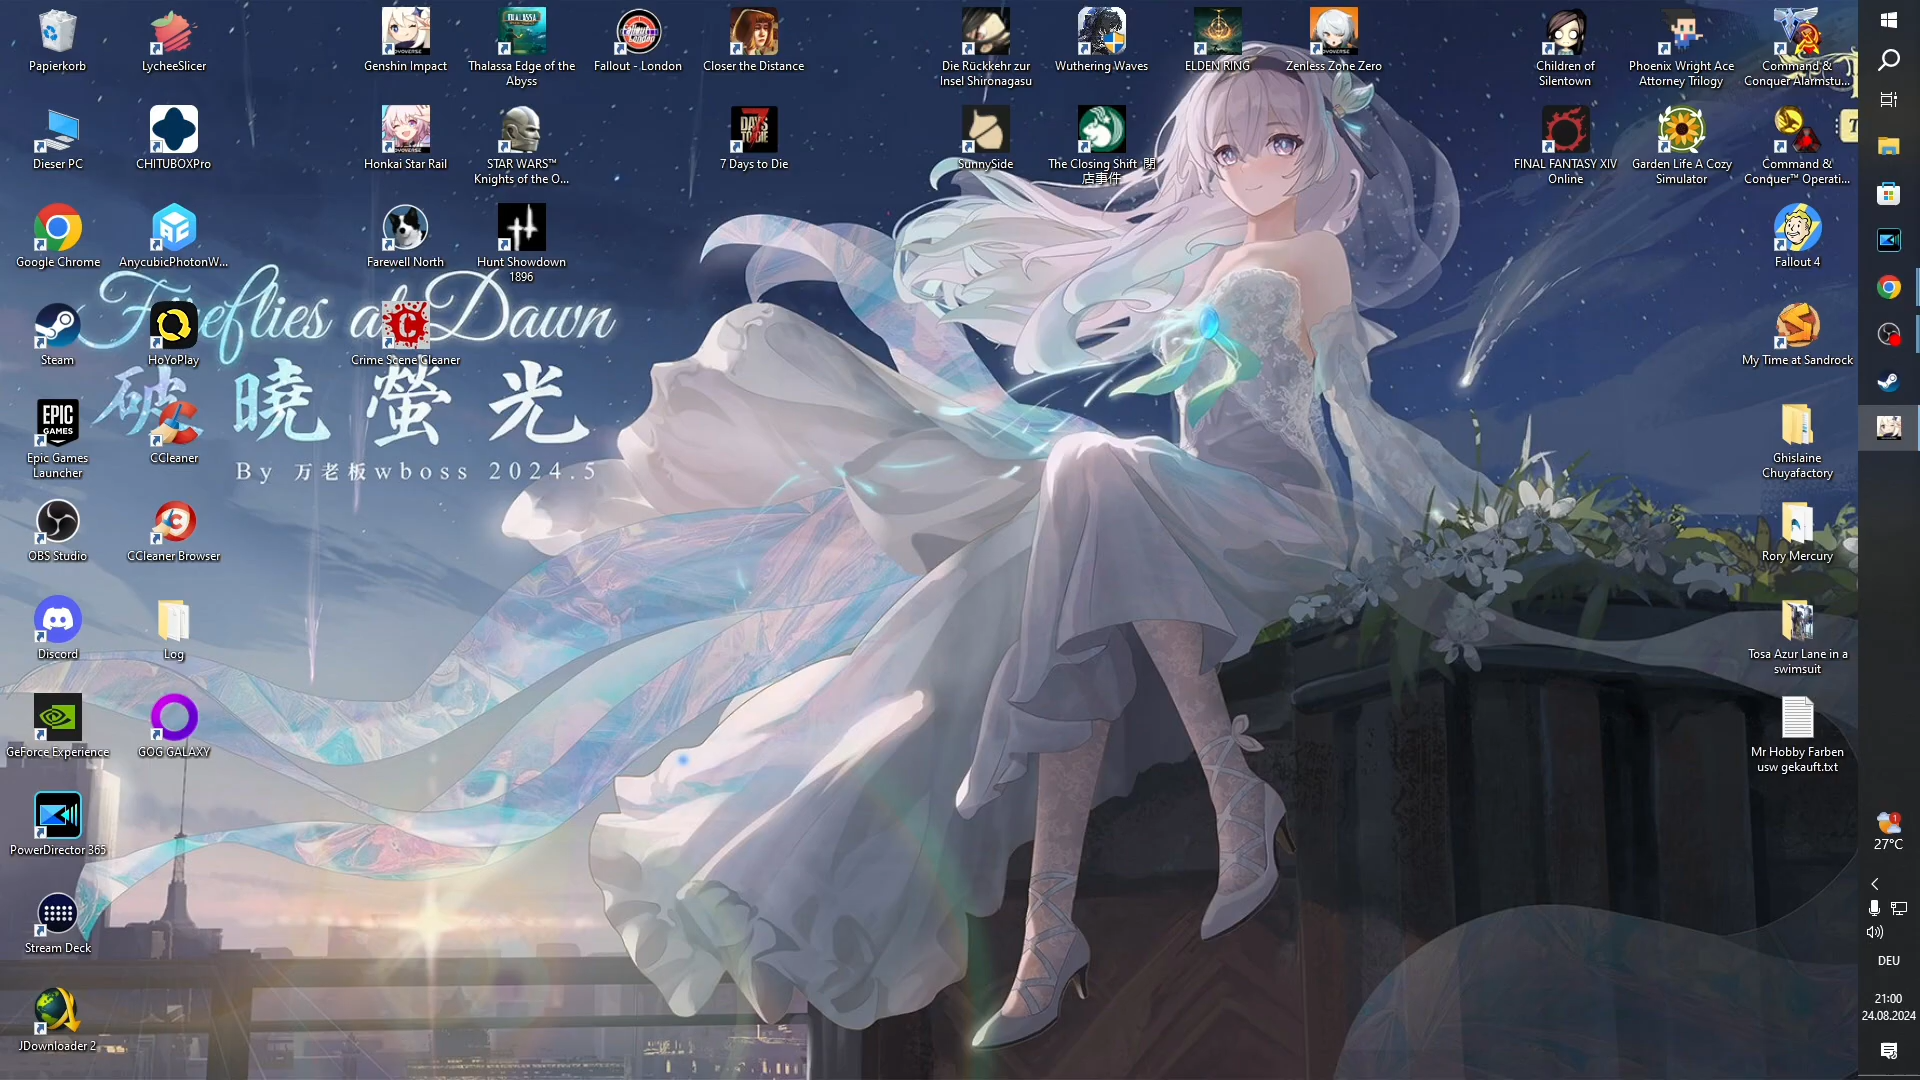 Papierkorb
LycheeSlicer
Genshin Impact
Thalassa Edge of the
Abyss
Fallout - London
Closer the Distance
Die Rückkehr zur
Insel Shironagasu
Wuthering Waves
ELDEN RING
Zenless Zone Zero
Children of
Silentown
Phoenix Wright Ace
Attorney Trilogy
Command &
Conquer Alarmstu...
Dieser PC
CHITUBOXPro
Honkai Star Rail
STAR WARS™
Knights of the O...
7 Days to Die
SunnySide
The Closing Shift 閉
店事件
FINAL FANTASY XIV
Online
Garden Life A Cozy
Simulator
Command &
Conquer™ Operati...
Google Chrome
AnycubicPhotonW...
Farewell North
Hunt Showdown
1896
Fallout 4
Fireflies at Dawn
Steam
HoYoPlay
Crime Scene Cleaner
My Time at Sandrock
破曉螢光
EPIC
GAMES
Epic Games
Launcher
CCleaner
By 万老板wboss 2024.5
Ghislaine
Chuyafactory
OBS Studio
CCleaner Browser
Rory Mercury
Discord
Log
Tosa Azur Lane in a
swimsuit
GeForce Experience
GOG GALAXY
Mr Hobby Farben
usw gekauft.txt
PowerDirector 365
Stream Deck
JDownloader 2
27°C
DEU
21:00
24.08.2024